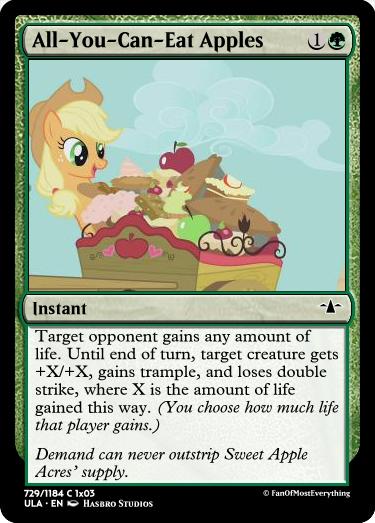 All-You-Can-Eat Apples 1
Instant
Target opponent gains any amount of
life. Until end of turn, target creature gets
+X/+X, gains trample, and loses double
strike, where X is the amount of life
gained this way. (You choose how much life
that player gains.)
Demand can never outstrip Sweet Apple
Acres' supply.
729/1184 C 1x03
ULA • EN Hasbro Studios
© FanOfMostEverything